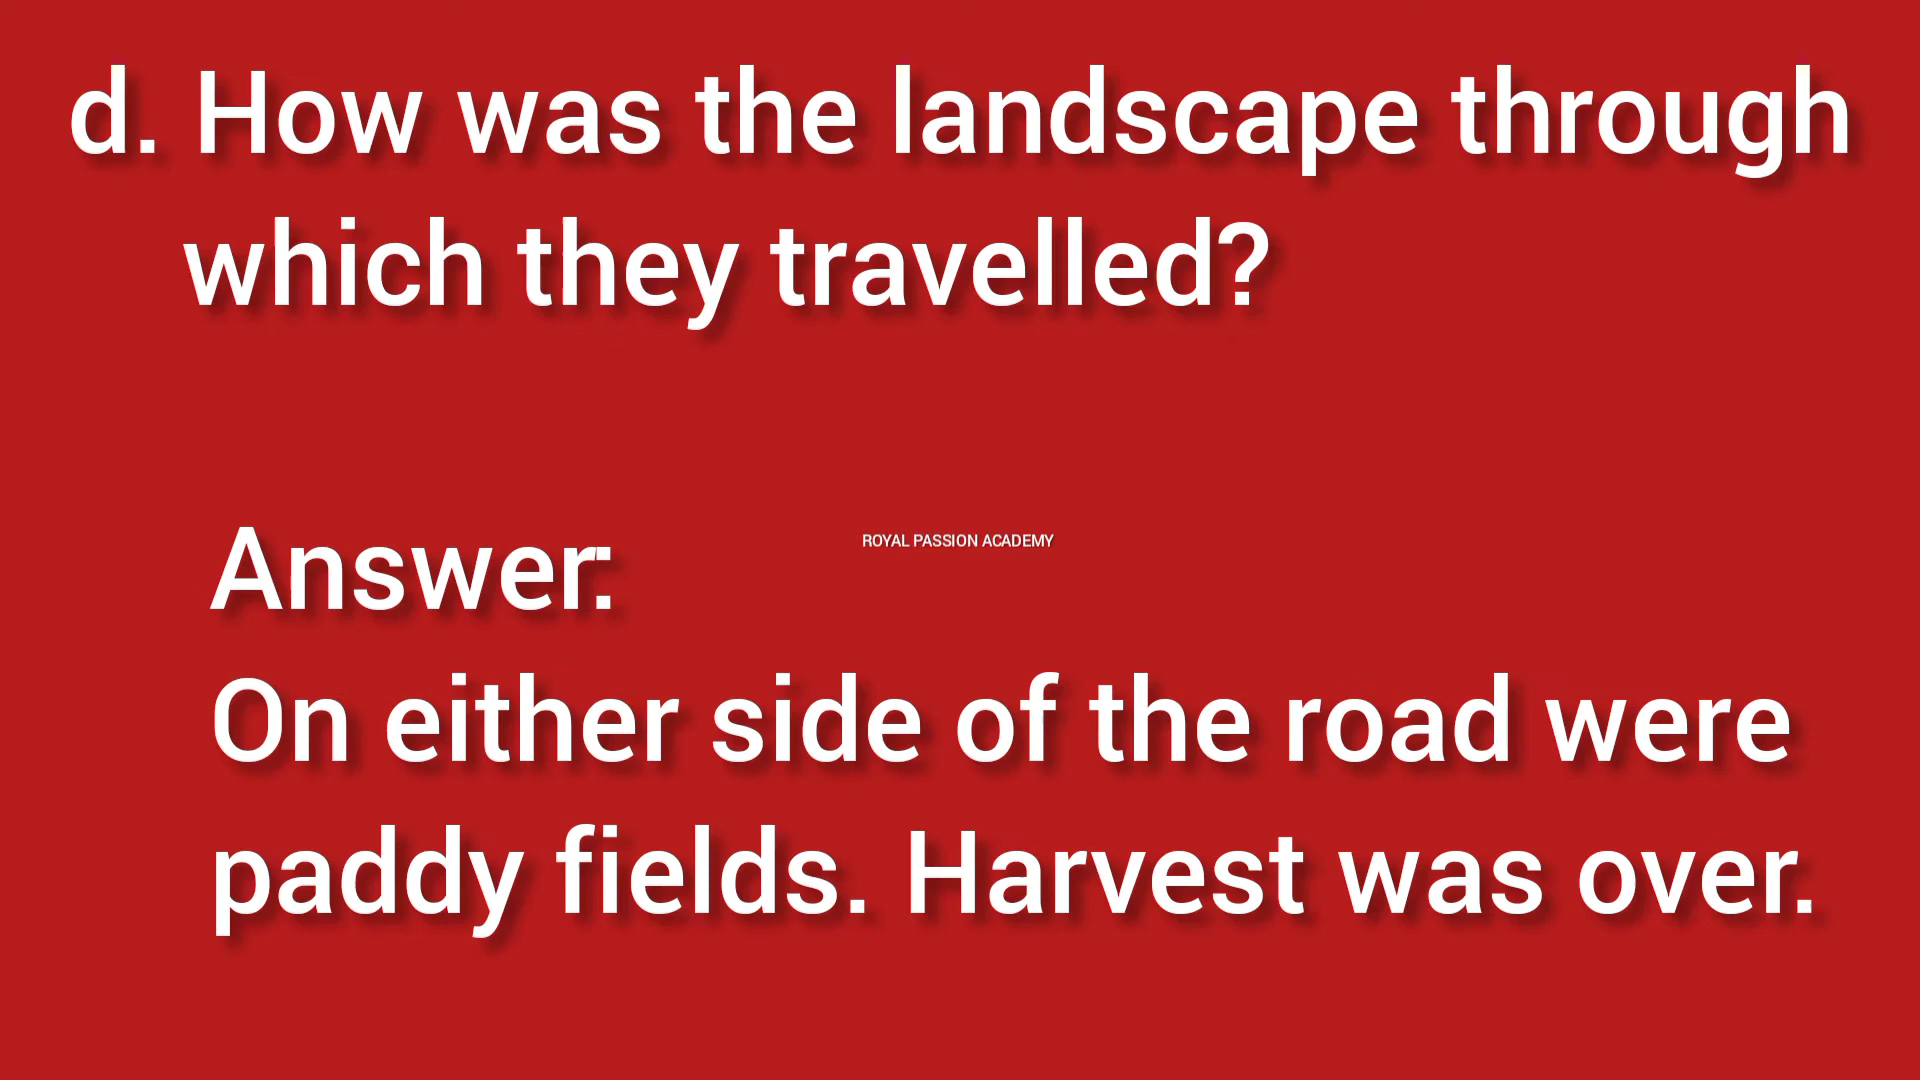 d. How was the landscape through
which they travelled?
Answer:
ROYAL PASSION ACADEMY
On either side of the road were
paddy fields. Harvest was over.